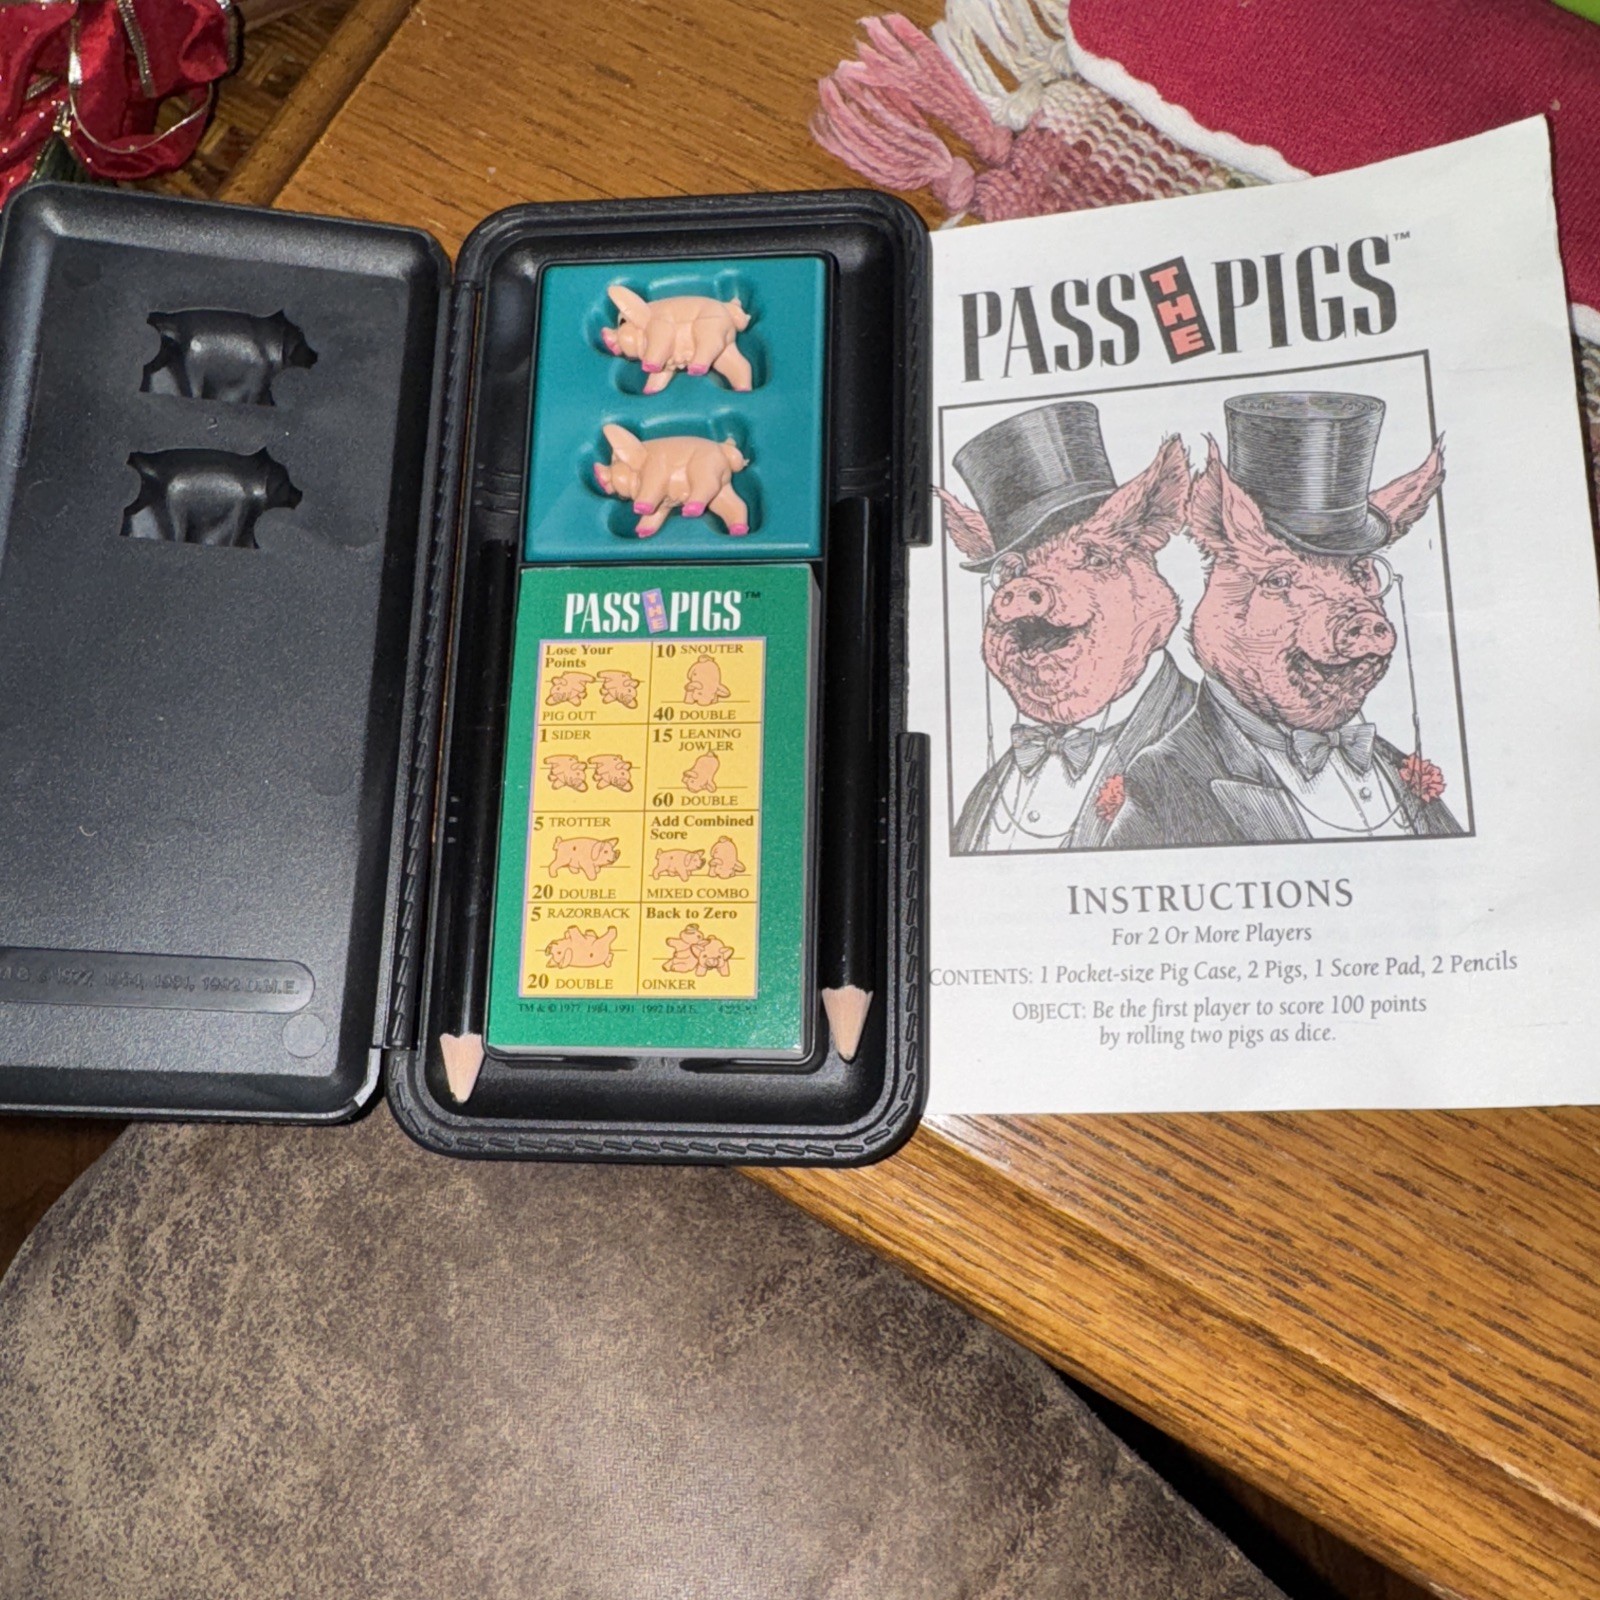 1984, 1991, 1992 D.M.E.
PASS THE PIGS™
Lose Your
Points
PIG OUT
10 SNOUTER
40 DOUBLE
1 SIDER
15 LEANING
JOWLER
60 DOUBLE
5 TROTTER
20 DOUBLE
Add Combined
Score
MIXED COMBO
5 RAZORBACK
20 DOUBLE
Back to Zero
OINKER
TM & © 1977, 1984, 1991 1992 D.M.E.
PASS THE PIGS™
INSTRUCTIONS
For 2 Or More Players
CONTENTS: 1 Pocket-size Pig Case, 2 Pigs, 1 Score Pad, 2 Pencils
OBJECT: Be the first player to score 100 points
by rolling two pigs as dice.